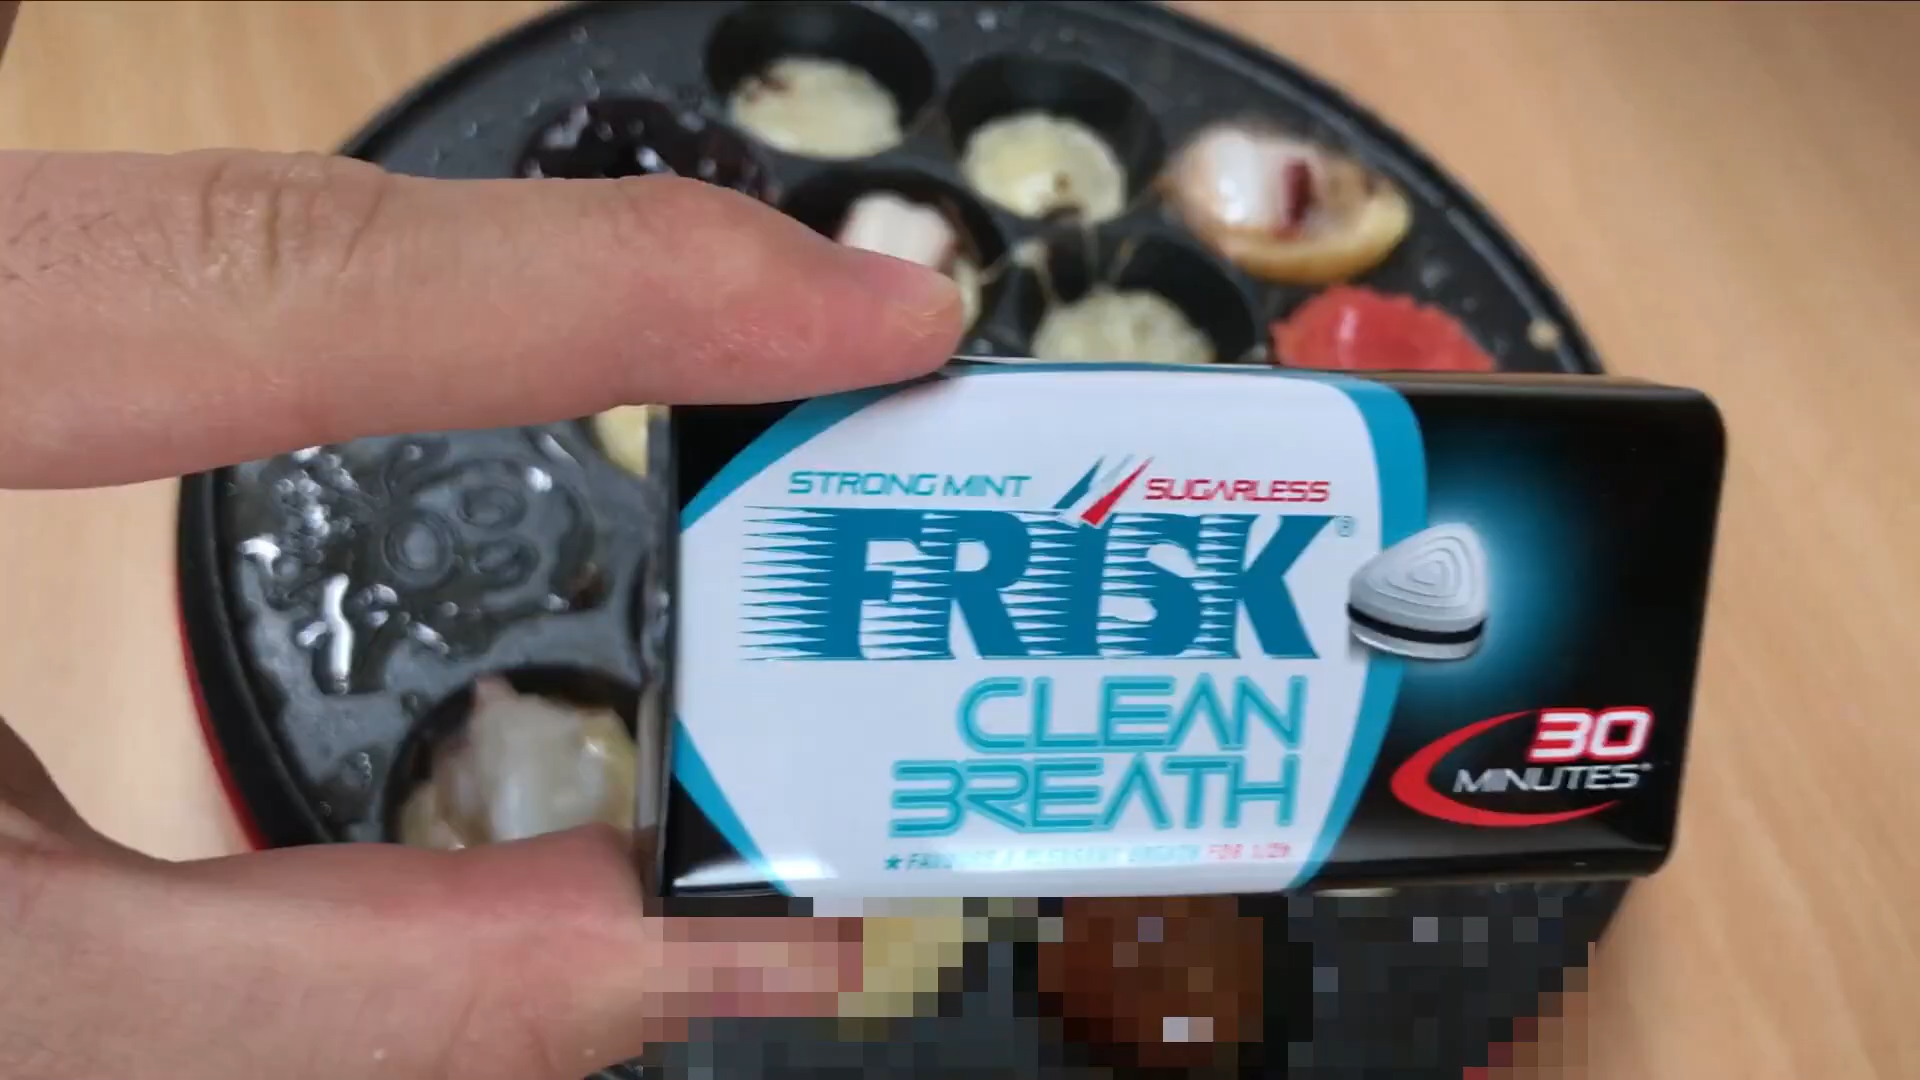 STRONG MINT SUGARLESS
FRISK®
CLEAN
BREATH
30
MINUTES*